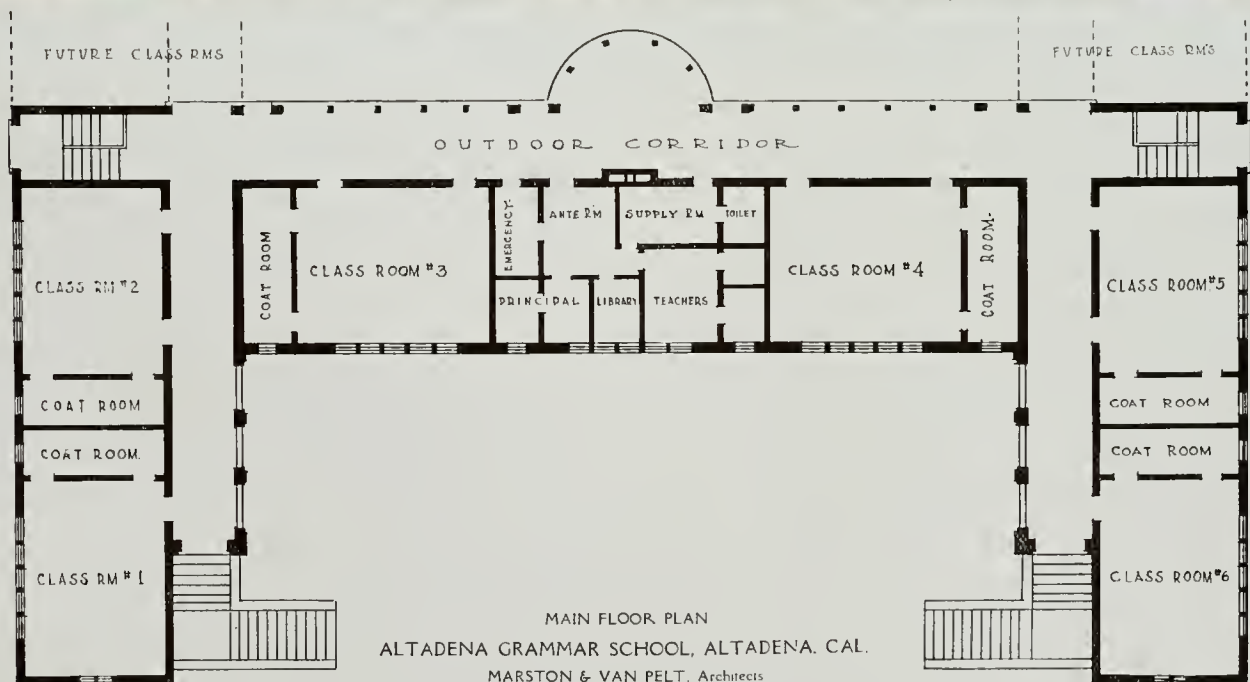 FUTURE CLASS RMS
FUTURE CLASS RM'S
OUTDOOR CORRIDOR
EMERGENCY-
ANTE R'M
SUPPLY RM
TOILET
COAT ROOM
CLASS ROOM #3
CLASS ROOM #4
COAT ROOM-
CLASS RM #2
CLASS ROOM #5
PRINCIPAL
LIBRARY
TEACHERS
COAT ROOM
COAT ROOM
COAT ROOM.
COAT ROOM
CLASS RM #1
CLASS ROOM #6
MAIN FLOOR PLAN
ALTADENA GRAMMAR SCHOOL, ALTADENA, CAL.
MARSTON & VAN PELT, Architects